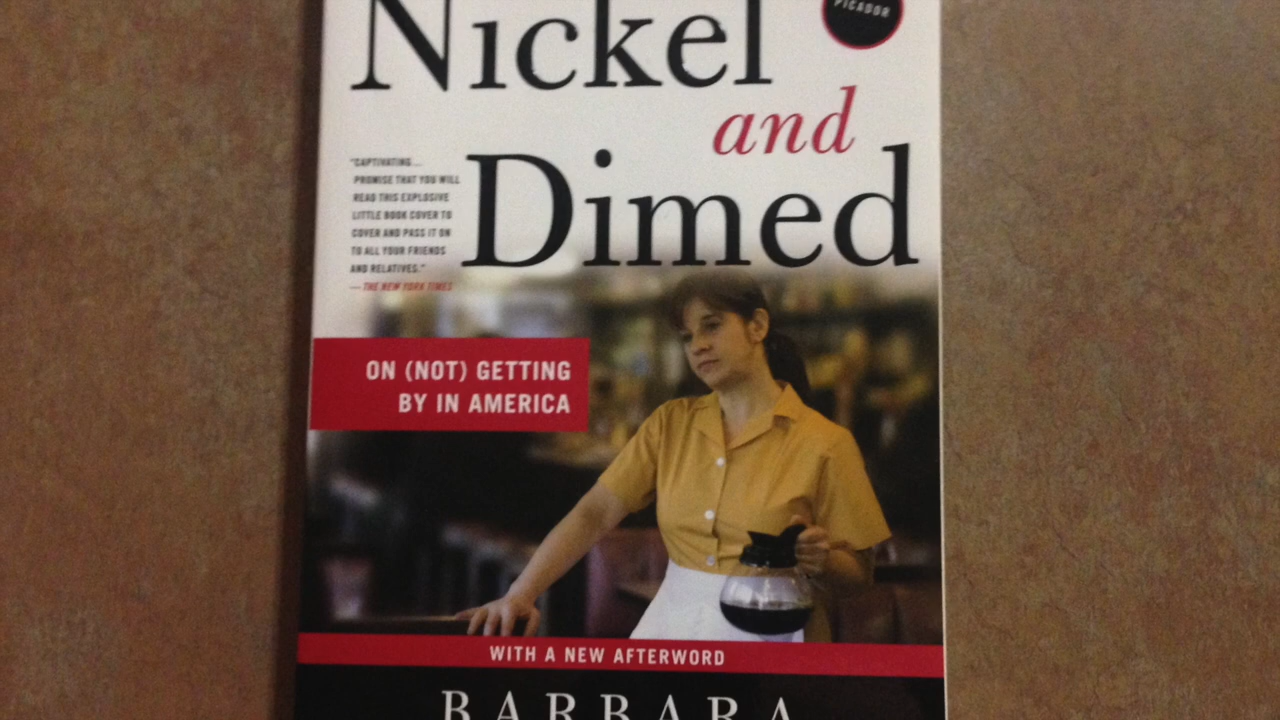 Nickel
PICADOR
and
Dimed
"CAPTIVATING...
PROMISE THAT YOU WILL
READ THIS EXPLOSIVE
LITTLE BOOK COVER TO
COVER AND PASS IT ON
TO ALL YOUR FRIENDS
AND RELATIVES."
— THE NEW YORK TIMES
ON (NOT) GETTING
BY IN AMERICA
WITH A NEW AFTERWORD
BARBARA